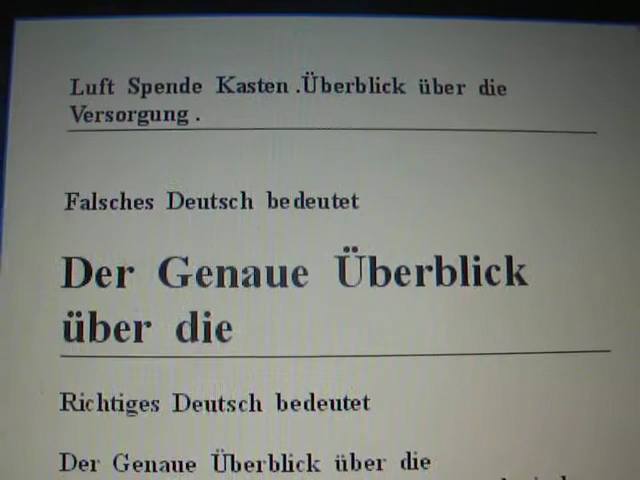 Luft Spende Kasten .Überblick über die
Versorgung .
Falsches Deutsch bedeutet
Der Genaue Überblick
über die
Richtiges Deutsch bedeutet
Der Genaue Überblick über die